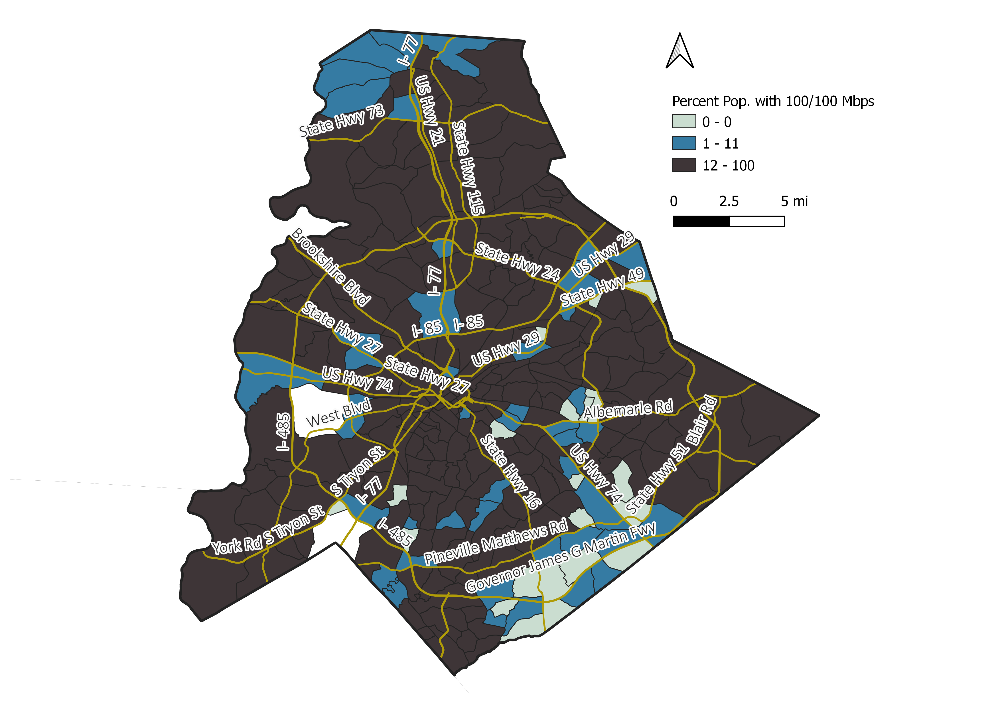 I- 77
US Hwy 21
State Hwy 73
Percent Pop. with 100/100 Mbps
0 - 0
1 - 11
12 - 100
State Hwy 115
0 2.5 5 mi
Brookshire Blvd
State Hwy 24
US Hwy 29
I- 77
State Hwy 49
State Hwy 27
I- 85
I- 85
US Hwy 29
State Hwy 27
US Hwy 74
West Blvd
Albemarle Rd
I- 485
Blair Rd
State Hwy 16
US Hwy 74
State Hwy 51
S Tryon St
I- 77
York Rd
S Tryon St
I- 485
Pineville Matthews Rd
Governor James G Martin Fwy